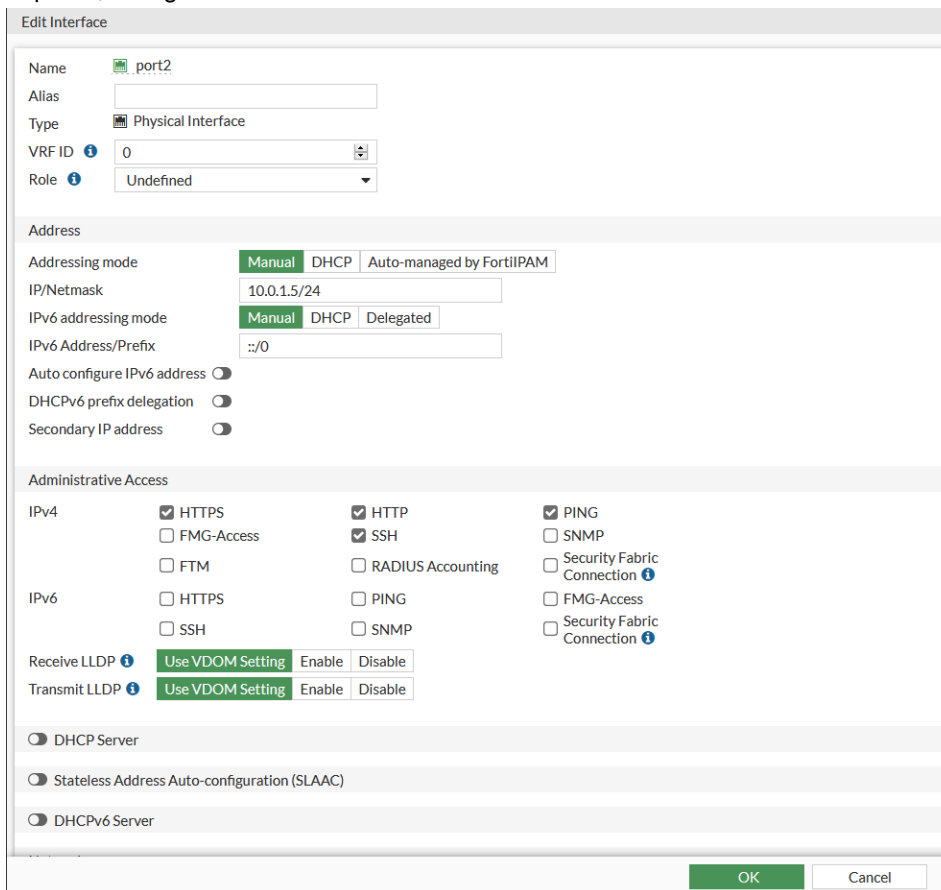 Edit Interface
Name port2
Alias
Type Physical Interface
VRF ID 0
Role Undefined
Address
Addressing mode Manual DHCP Auto-managed by FortiIPAM
IP/Netmask 10.0.1.5/24
IPv6 addressing mode Manual DHCP Delegated
IPv6 Address/Prefix ::/0
Auto configure IPv6 address
DHCPv6 prefix delegation
Secondary IP address
Administrative Access
IPv4 HTTPS HTTP PING
FMG-Access SSH SNMP
FTM RADIUS Accounting Security Fabric
Connection
IPv6 HTTPS PING FMG-Access
SSH SNMP Security Fabric
Connection
Receive LLDP Use VDOM Setting Enable Disable
Transmit LLDP Use VDOM Setting Enable Disable
DHCP Server
Stateless Address Auto-configuration (SLAAC)
DHCPv6 Server
OK Cancel